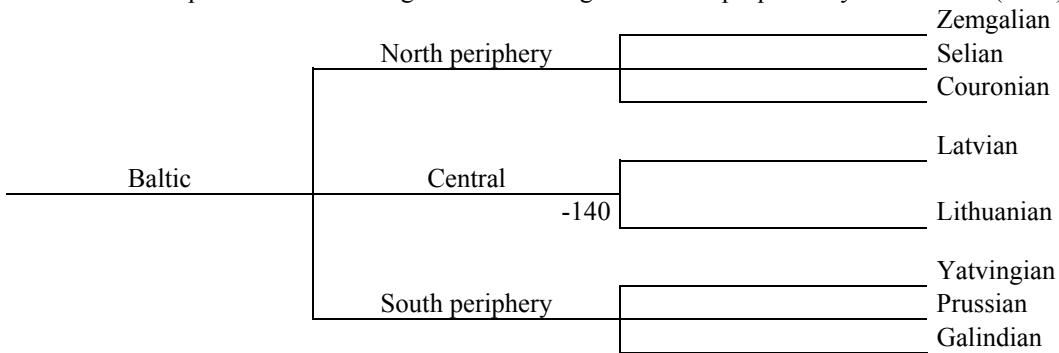 Zemgalian
North periphery Selian
Couronian
Latvian
Baltic Central
-140 Lithuanian
Yatvingian
South periphery Prussian
Galindian